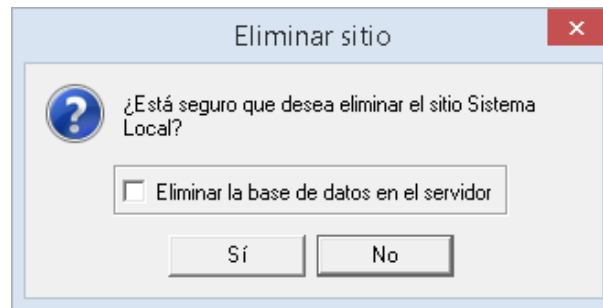 Eliminar sitio
¿Está seguro que desea eliminar el sitio Sistema
Local?
Eliminar la base de datos en el servidor
Sí
No